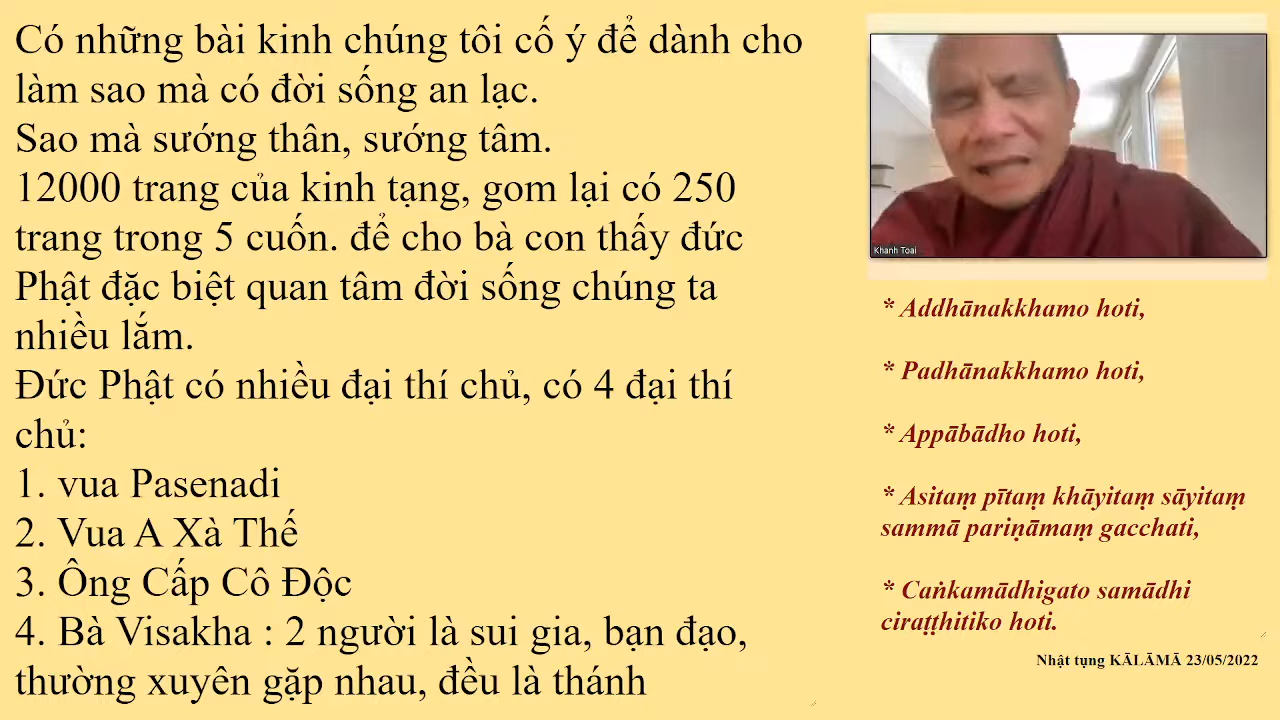 Có những bài kinh chúng tôi cố ý để dành cho
làm sao mà có đời sống an lạc.
Sao mà sướng thân, sướng tâm.
12000 trang của kinh tạng, gom lại có 250
trang trong 5 cuốn. để cho bà con thấy đức
Phật đặc biệt quan tâm đời sống chúng ta
nhiều lắm.
Đức Phật có nhiều đại thí chủ, có 4 đại thí
chủ:
1. vua Pasenadi
2. Vua A Xà Thế
3. Ông Cấp Cô Độc
4. Bà Visakha : 2 người là sui gia, bạn đạo,
thường xuyên gặp nhau, đều là thánh
Khanh Toai
* Addhānakkhamo hoti,
* Padhānakkhamo hoti,
* Appābādho hoti,
* Asitaṃ pītaṃ khāyitaṃ sāyitaṃ
sammā pariṇāmaṃ gacchati,
* Caṅkamādhigato samādhi
ciraṭṭhitiko hoti.
Nhật tụng KĀLĀMĀ 23/05/2022